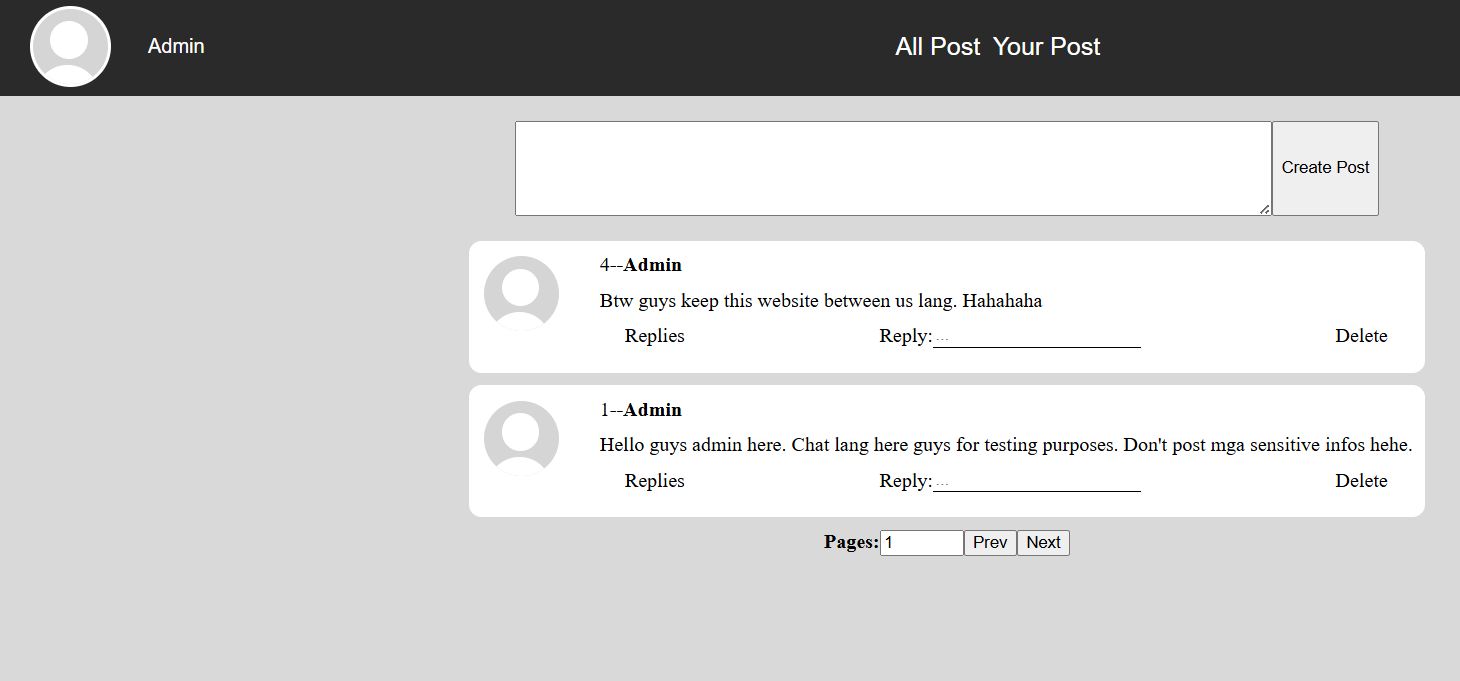 Admin
All Post Your Post
Create Post
4--Admin
Btw guys keep this website between us lang. Hahahaha
Replies Reply: ... Delete
1--Admin
Hello guys admin here. Chat lang here guys for testing purposes. Don't post mga sensitive infos hehe.
Replies Reply: ... Delete
Pages: 1 Prev Next